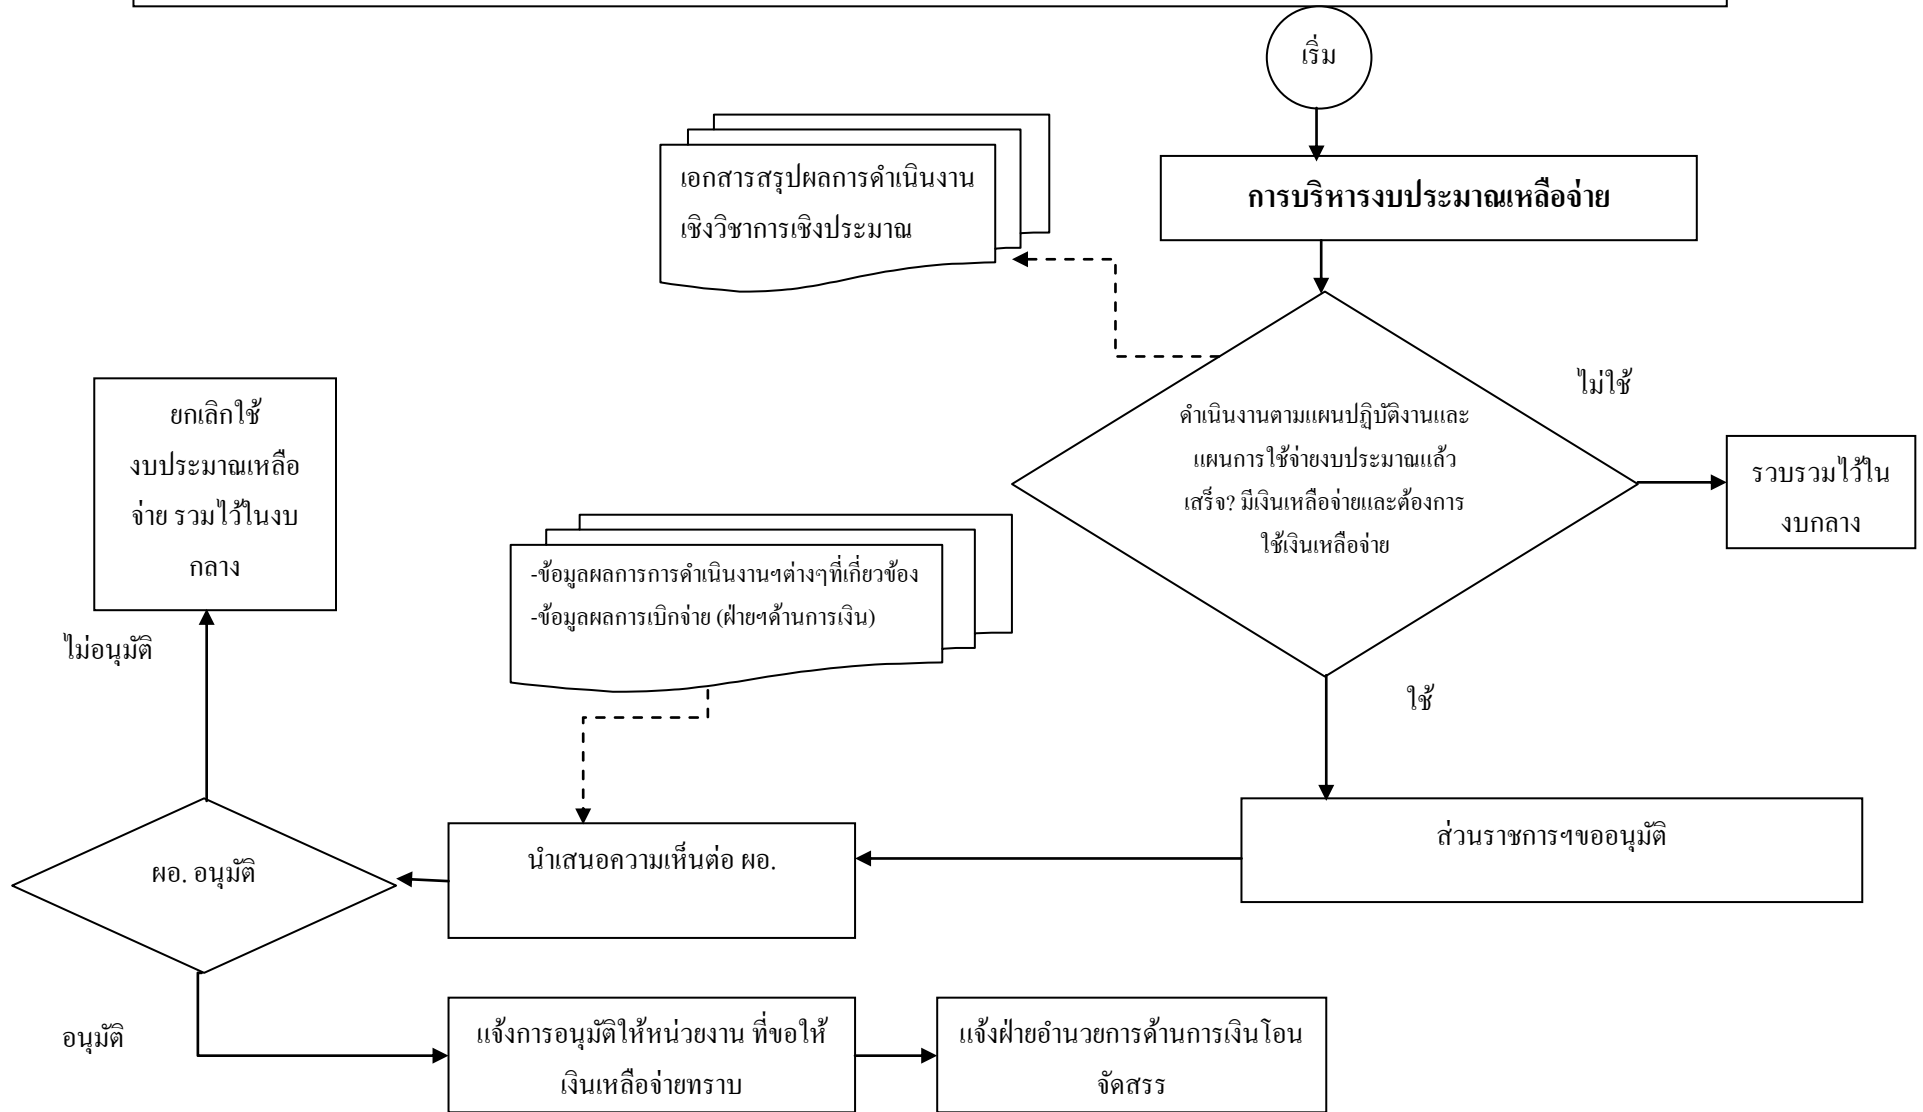 เริ่ม
เอกสารสรุปผลการดำเนินงาน
เชิงวิชาการเชิงประมาณ
การบริหารงบประมาณเหลือจ่าย
ไม่ใช้
ดำเนินงานตามแผนปฏิบัติงานและ
แผนการใช้จ่ายงบประมาณแล้ว
เสร็จ? มีเงินเหลือจ่ายและต้องการ
ใช้เงินเหลือจ่าย
รวบรวมไว้ใน
งบกลาง
ยกเลิกใช้
งบประมาณเหลือ
จ่าย รวมไว้ในงบ
กลาง
-ข้อมูลผลการการดำเนินงานฯต่างๆที่เกี่ยวข้อง
-ข้อมูลผลการเบิกจ่าย (ฝ่ายฯด้านการเงิน)
ไม่อนุมัติ
ใช้
ส่วนราชการฯขออนุมัติ
นำเสนอความเห็นต่อ ผอ.
ผอ. อนุมัติ
อนุมัติ
แจ้งการอนุมัติให้หน่วยงาน ที่ขอให้
เงินเหลือจ่ายทราบ
แจ้งฝ่ายอำนวยการด้านการเงินโอน
จัดสรร